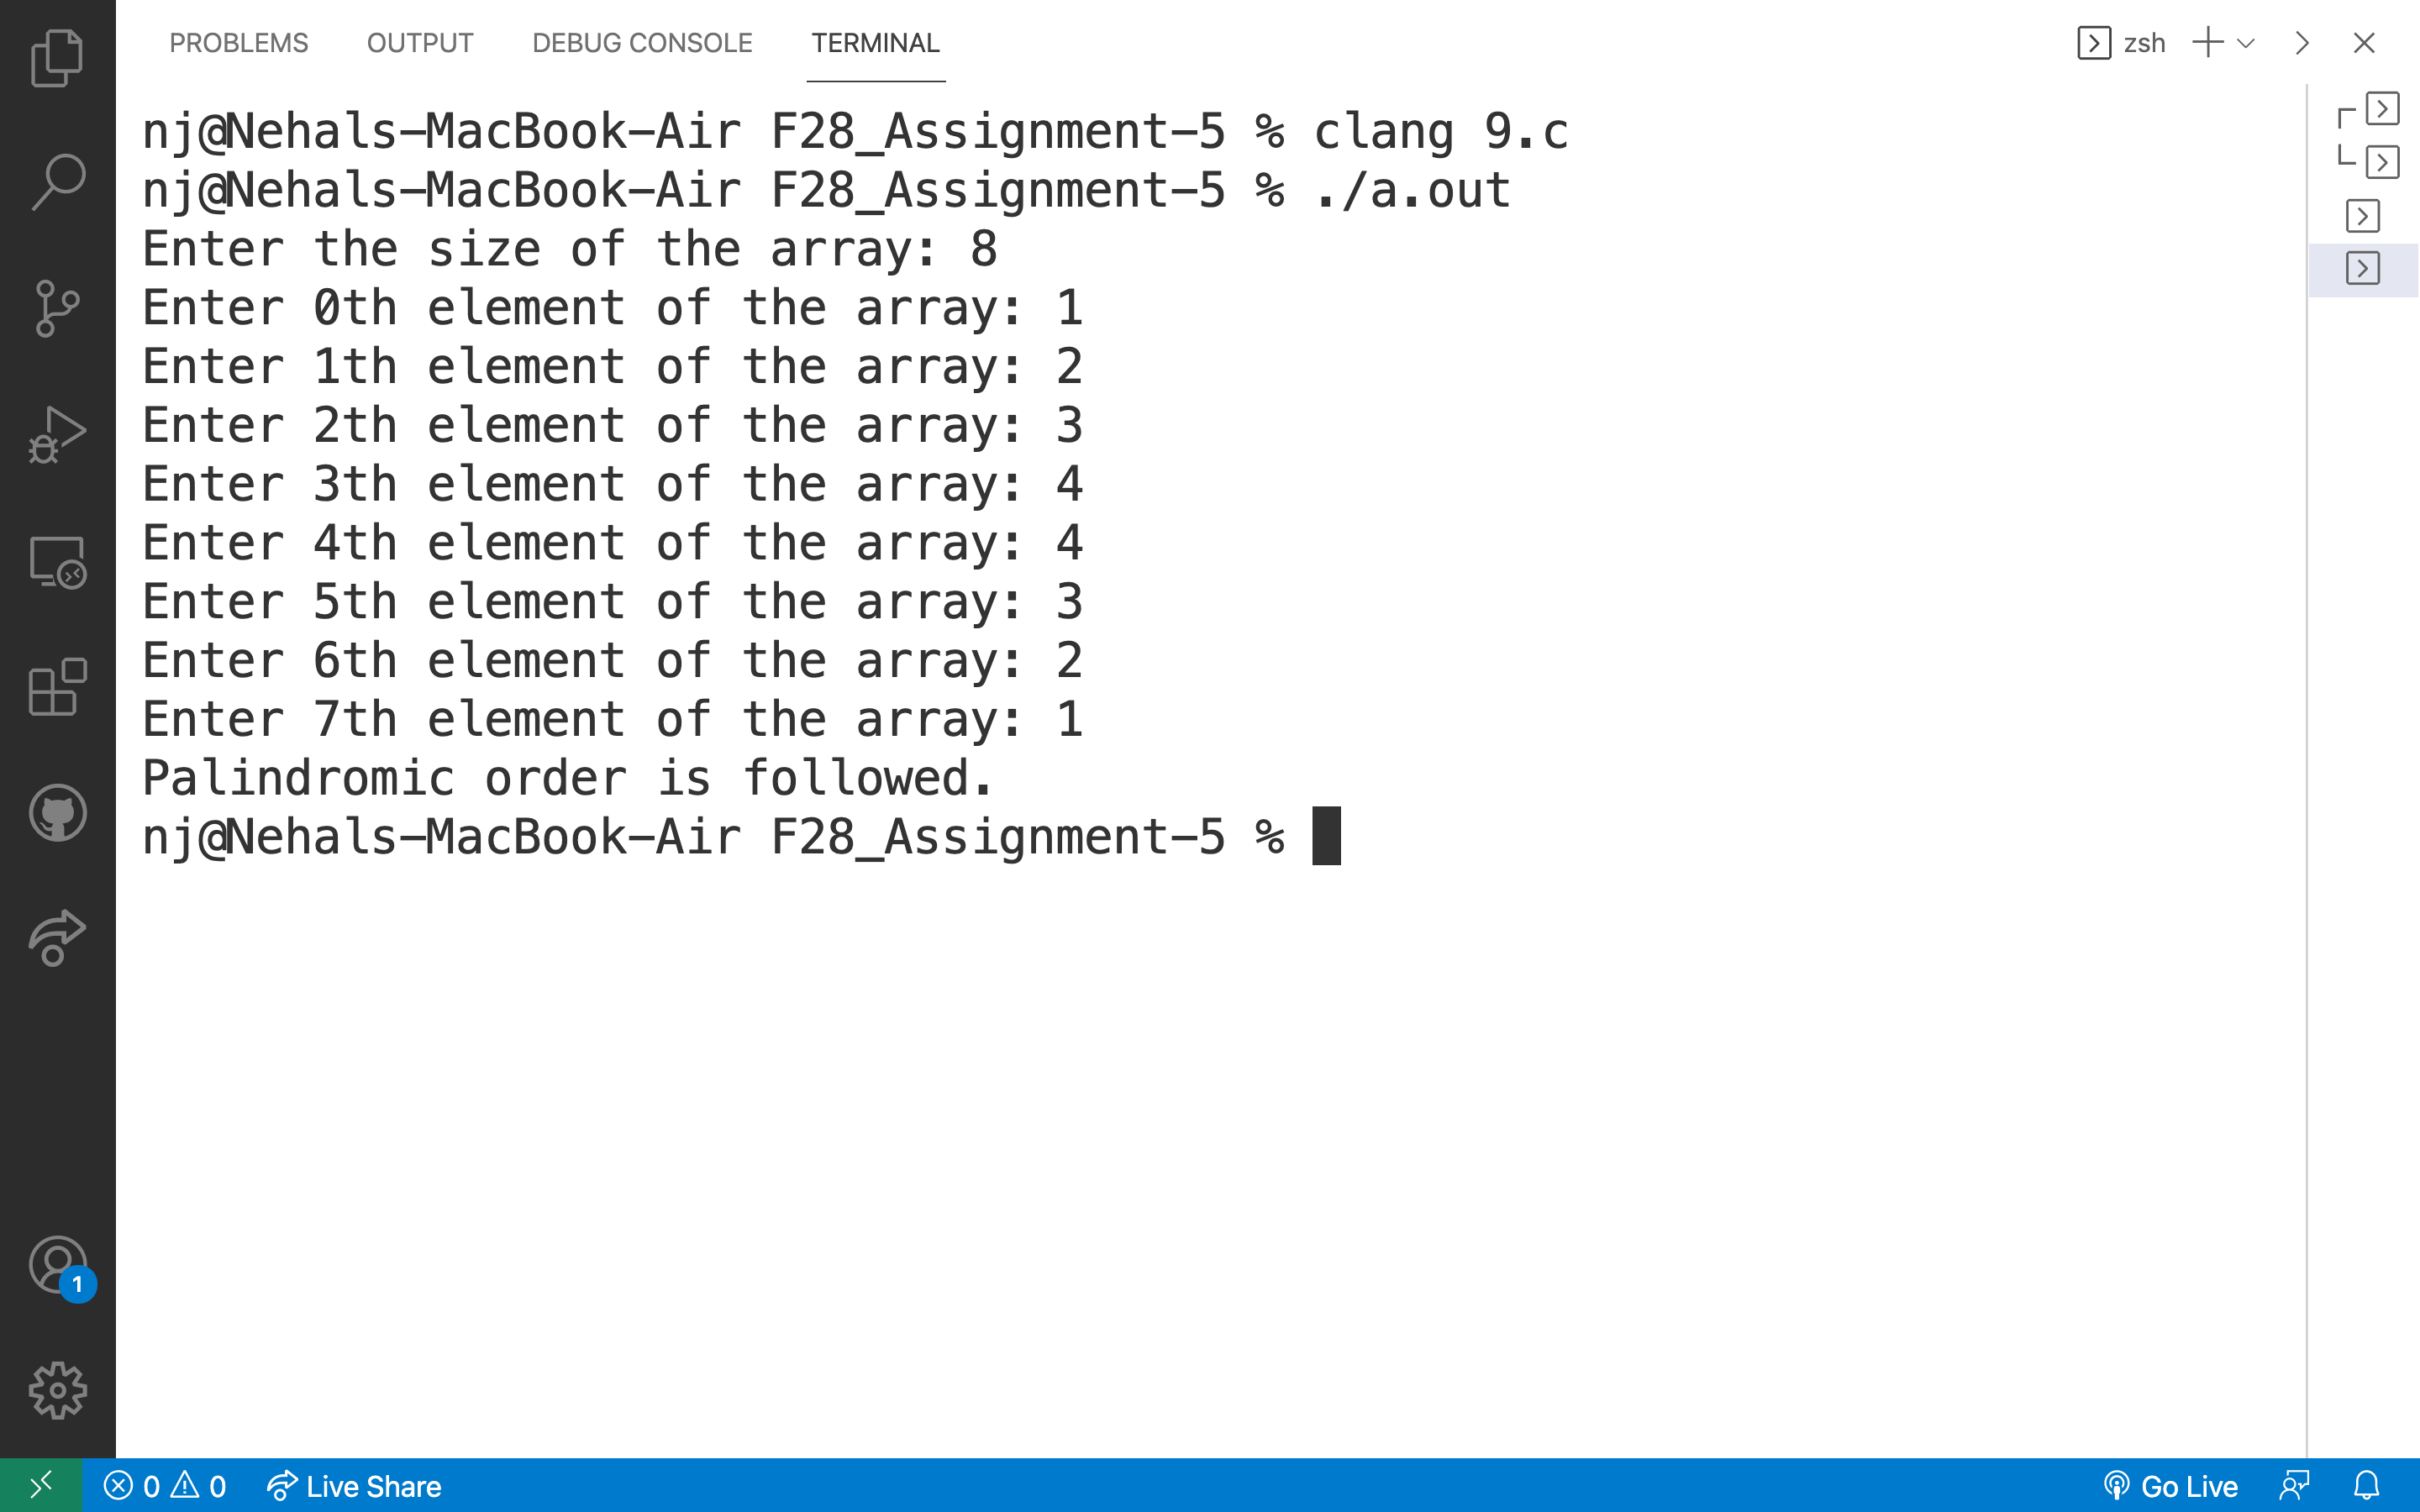 PROBLEMS OUTPUT DEBUG CONSOLE TERMINAL zsh
nj@Nehals-MacBook-Air F28_Assignment-5 % clang 9.c
nj@Nehals-MacBook-Air F28_Assignment-5 % ./a.out
Enter the size of the array: 8
Enter 0th element of the array: 1
Enter 1th element of the array: 2
Enter 2th element of the array: 3
Enter 3th element of the array: 4
Enter 4th element of the array: 4
Enter 5th element of the array: 3
Enter 6th element of the array: 2
Enter 7th element of the array: 1
Palindromic order is followed.
nj@Nehals-MacBook-Air F28_Assignment-5 %
1
0 0 Live Share Go Live